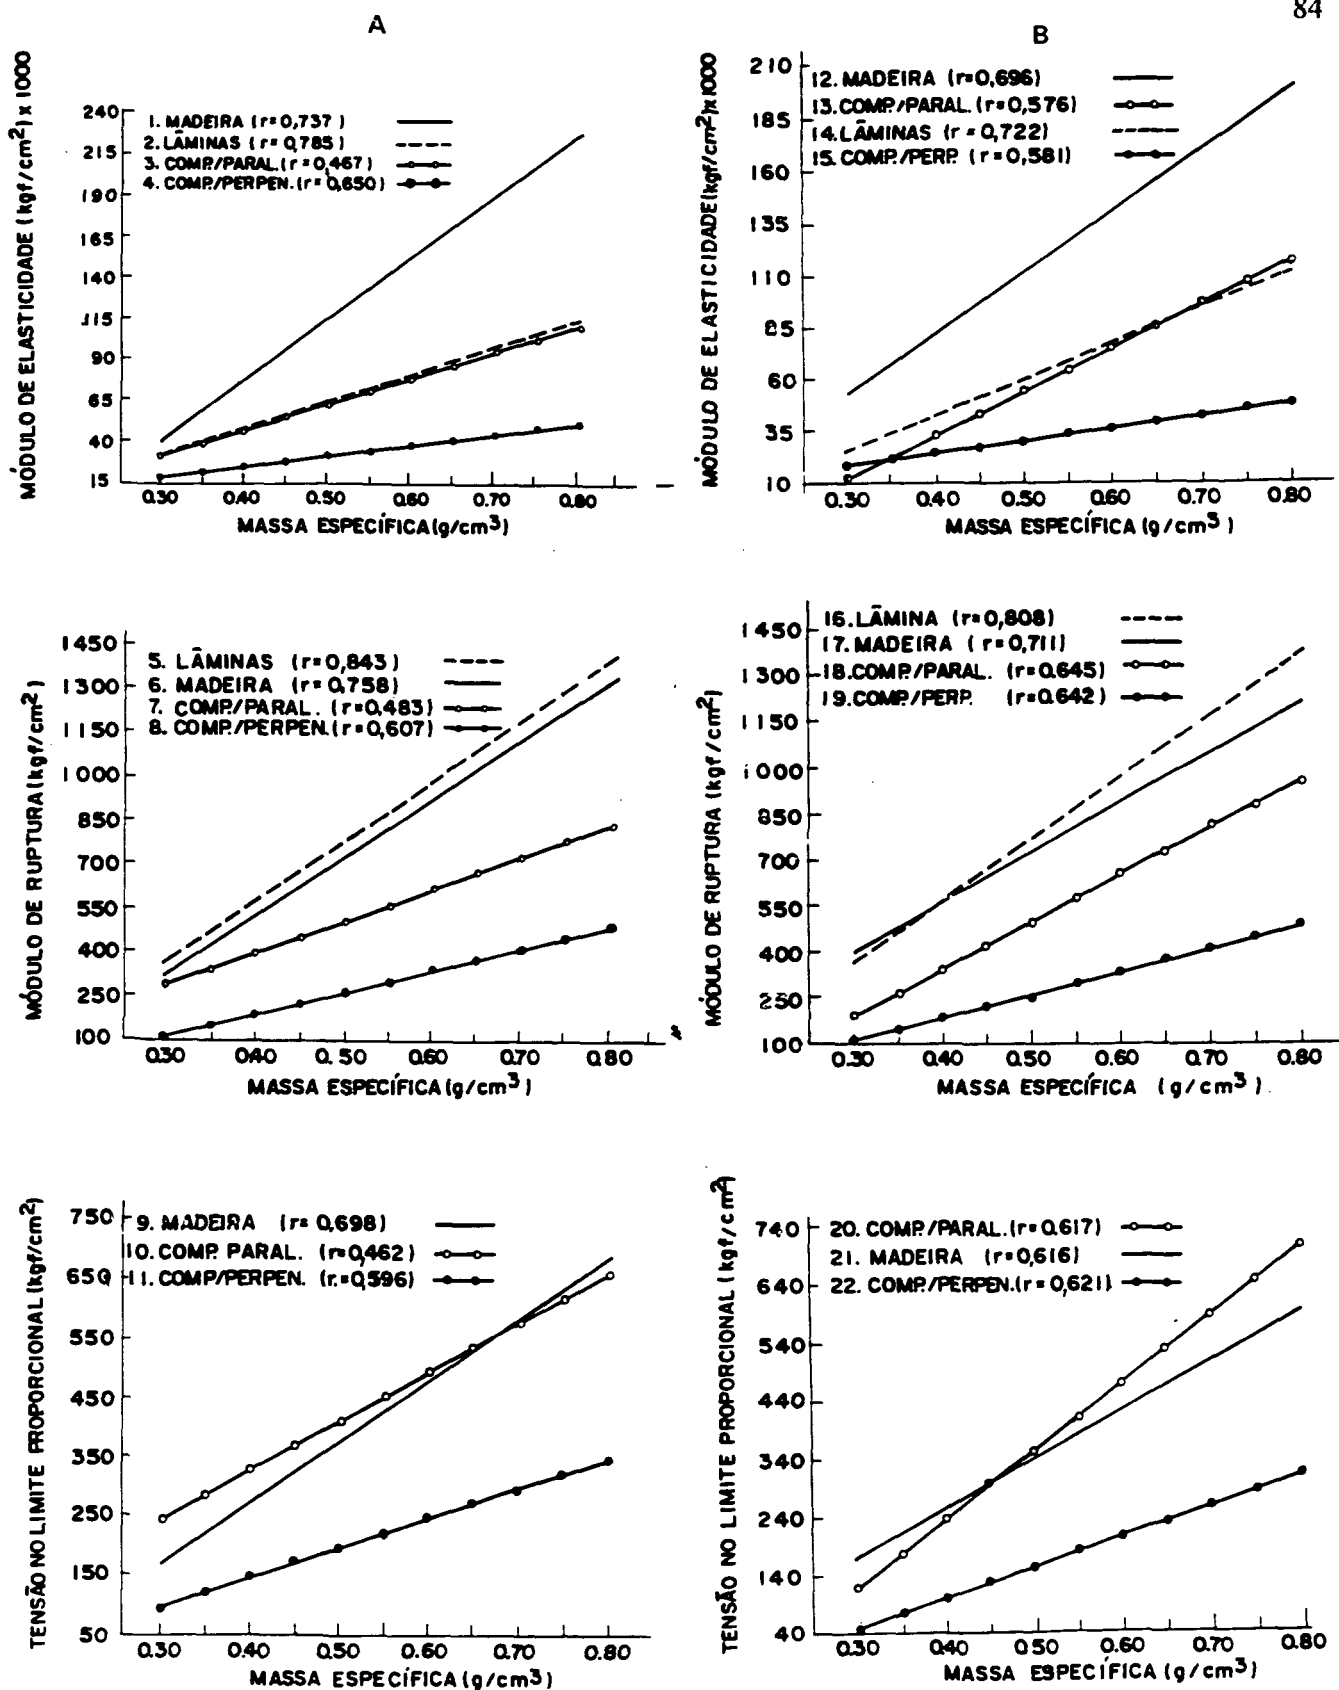 84
A
MÓDULO DE ELASTICIDADE (kgf/cm²) x 1000
240
215
190
165
140
115
90
65
40
15
1. MADEIRA (r=0,737)
2. LÂMINAS (r=0,785)
3. COMP./PARAL. (r=0,467)
4. COMP./PERPEN. (r=0,650)
0.30 0.40 0.50 0.60 0.70 0.80
MASSA ESPECÍFICA (g/cm³)
B
MÓDULO DE ELASTICIDADE (kgf/cm²) x 1000
210
185
160
135
110
85
60
35
10
12. MADEIRA (r=0,696)
13. COMP./PARAL. (r=0,576)
14. LÂMINAS (r=0,722)
15. COMP./PERP. (r=0,581)
0.30 0.40 0.50 0.60 0.70 0.80
MASSA ESPECÍFICA (g/cm³)
MÓDULO DE RUPTURA (kgf/cm²)
1450
1300
1150
1000
850
700
550
400
250
100
5. LÂMINAS (r=0,843)
6. MADEIRA (r=0.758)
7. COMP./PARAL. (r=0.483)
8. COMP./PERPEN. (r=0,607)
0.30 0.40 0.50 0.60 0.70 0.80
MASSA ESPECÍFICA (g/cm³)
MÓDULO DE RUPTURA (kgf/cm²)
1450
1300
1150
1000
850
700
550
400
250
100
16. LÂMINA (r=0,808)
17. MADEIRA (r=0,711)
18. COMP./PARAL. (r=0.645)
19. COMP./PERP. (r=0.642)
0.30 0.40 0.50 0.60 0.70 0.80
MASSA ESPECÍFICA (g/cm³)
TENSÃO NO LIMITE PROPORCIONAL (kgf/cm²)
750
650
550
450
350
250
150
50
9. MADEIRA (r=0,698)
10. COMP. PARAL. (r=0,462)
11. COMP/PERPEN. (r.=0,596)
0.30 0.40 0.50 0.60 0.70 0.80
MASSA ESPECÍFICA (g/cm³)
TENSÃO NO LIMITE PROPORCIONAL (kgf/cm²)
740
640
540
440
340
240
140
40
20. COMP./PARAL. (r=0.617)
21. MADEIRA (r=0,616)
22. COMP./PERPEN. (r=0,621)
0.30 0.40 0.50 0.60 0.70 0.80
MASSA ESPECÍFICA (g/cm³)